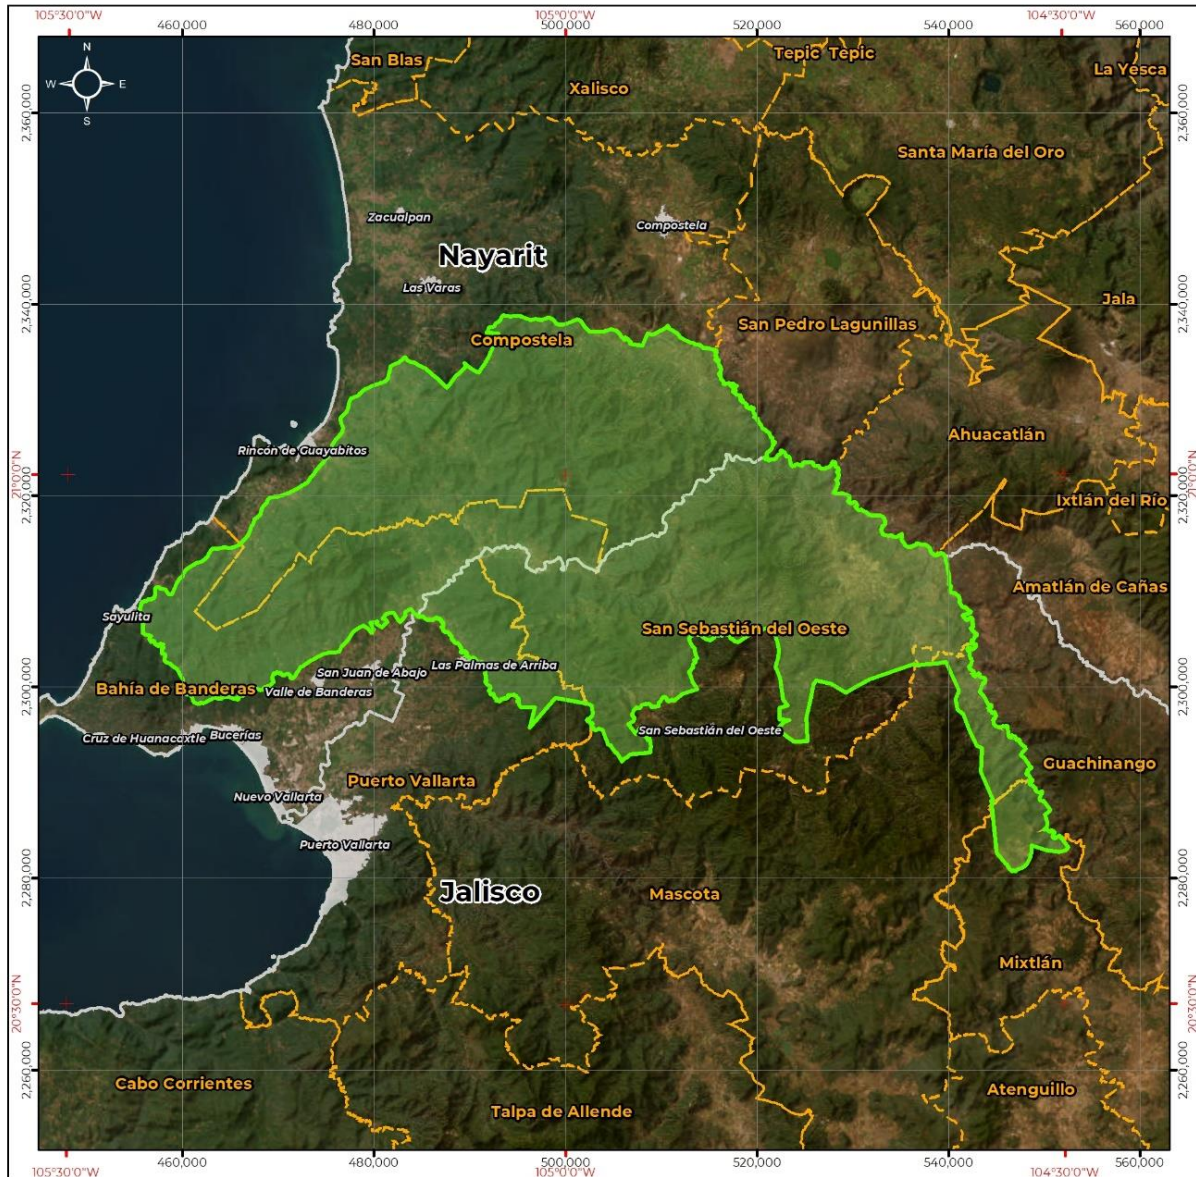 105°30'0"W
105°0'0"W
104°30'0"W
460,000
480,000
500,000
520,000
540,000
560,000
N
W
E
S
San Blas
Tepic
Tepic
La Yesca
Xalisco
2,360,000
2,360,000
Santa María del Oro
Zacualpan
Compostela
Nayarit
Las Varas
2,340,000
2,340,000
Jala
San Pedro Lagunillas
Compostela
Ahuacatlán
Rincón de Guayabitos
21°0'0"N
21°0'0"N
2,320,000
2,320,000
Ixtlán del Río
Amatlán de Cañas
Sayulita
San Sebastián del Oeste
Las Palmas de Arriba
San Juan de Abajo
Bahía de Banderas
Valle de Banderas
2,300,000
2,300,000
Cruz de Huanacaxtle
Bucerías
San Sebastián del Oeste
Guachinango
Puerto Vallarta
Nuevo Vallarta
Puerto Vallarta
2,280,000
2,280,000
Jalisco
Mascota
Mixtlán
20°30'0"N
20°30'0"N
2,260,000
2,260,000
Cabo Corrientes
Talpa de Allende
Atenguillo
460,000
480,000
500,000
520,000
540,000
560,000
105°30'0"W
105°0'0"W
104°30'0"W